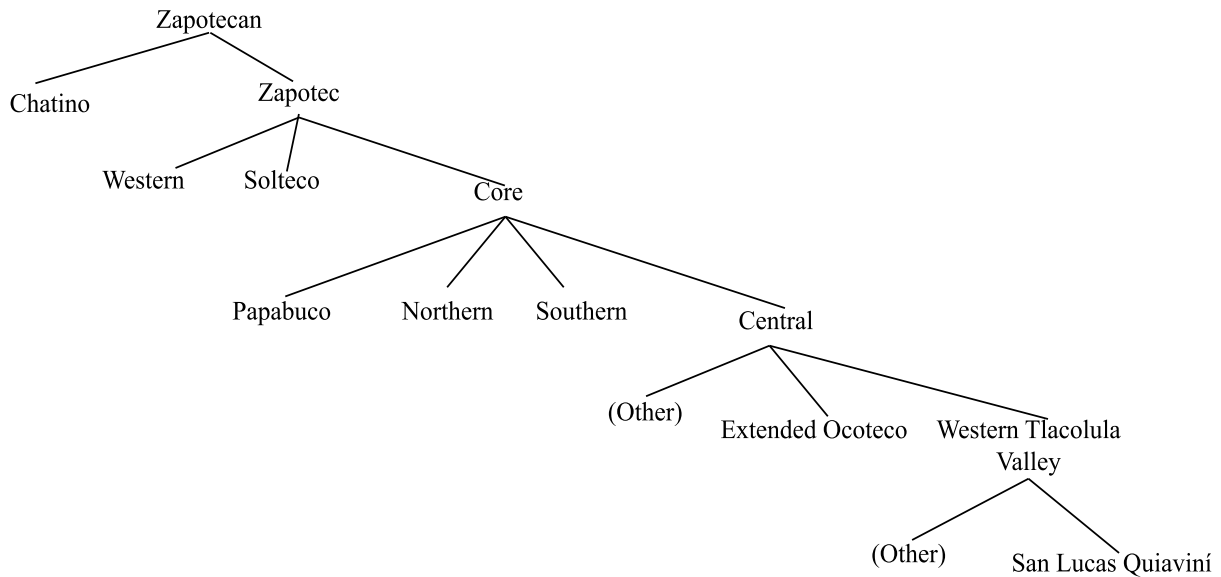 Zapotecan
Chatino
Zapotec
Western
Solteco
Core
Papabuco
Northern
Southern
Central
(Other)
Extended Ocoteco
Western Tlacolula
Valley
(Other)
San Lucas Quiaviní